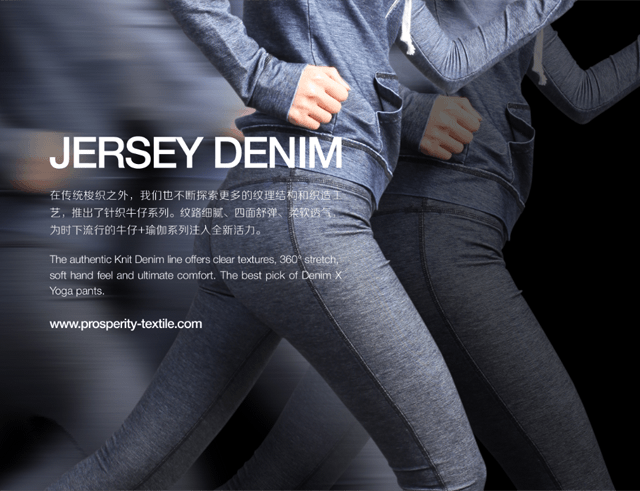 JERSEY DENIM
在传统梭织之外，我们也不断探索更多的纹理结构和织造工
艺，推出了针织牛仔系列。纹路细腻、四面舒弹、柔软透气，
为时下流行的牛仔+瑜伽系列注入全新活力。
The authentic Knit Denim line offers clear textures, 360° stretch,
soft hand feel and ultimate comfort. The best pick of Denim X
Yoga pants.
www.prosperity-textile.com